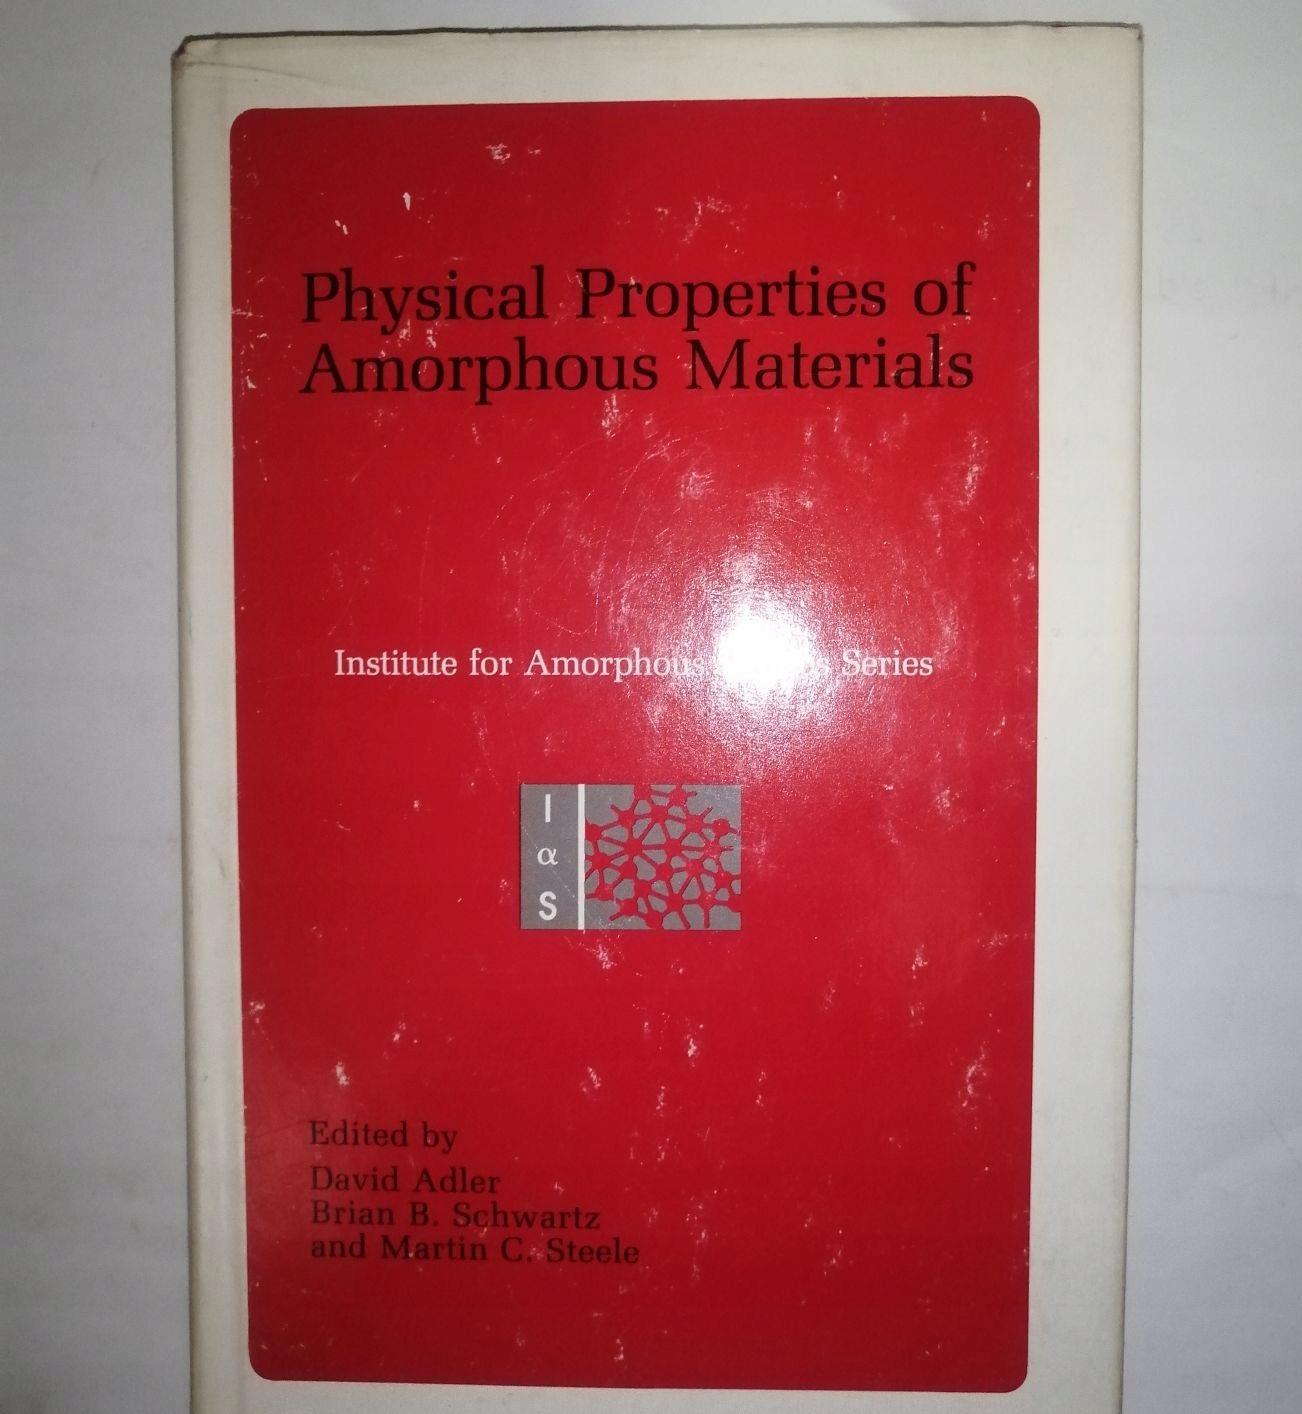 Physical Properties of
Amorphous Materials
Institute for Amorphous Series
I
α
S
Edited by
David Adler
Brian B. Schwartz
and Martin C. Steele